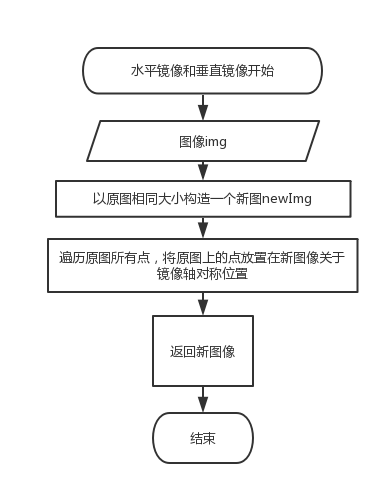 水平镜像和垂直镜像开始
图像img
以原图相同大小构造一个新图newImg
遍历原图所有点，将原图上的点放置在新图像关于
镜像轴对称位置
返回新图像
结束